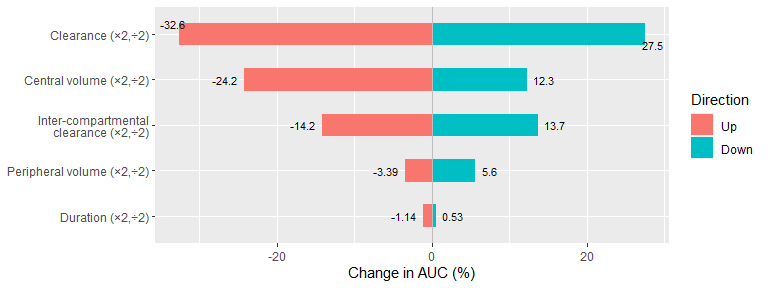 Clearance (×2,÷2)
-32.6
27.5
Central volume (×2,÷2)
-24.2
12.3
Inter-compartmental
clearance (×2,÷2)
-14.2
13.7
Peripheral volume (×2,÷2)
-3.39
5.6
Duration (×2,÷2)
-1.14
0.53
-20
0
20
Change in AUC (%)
Direction
Up
Down